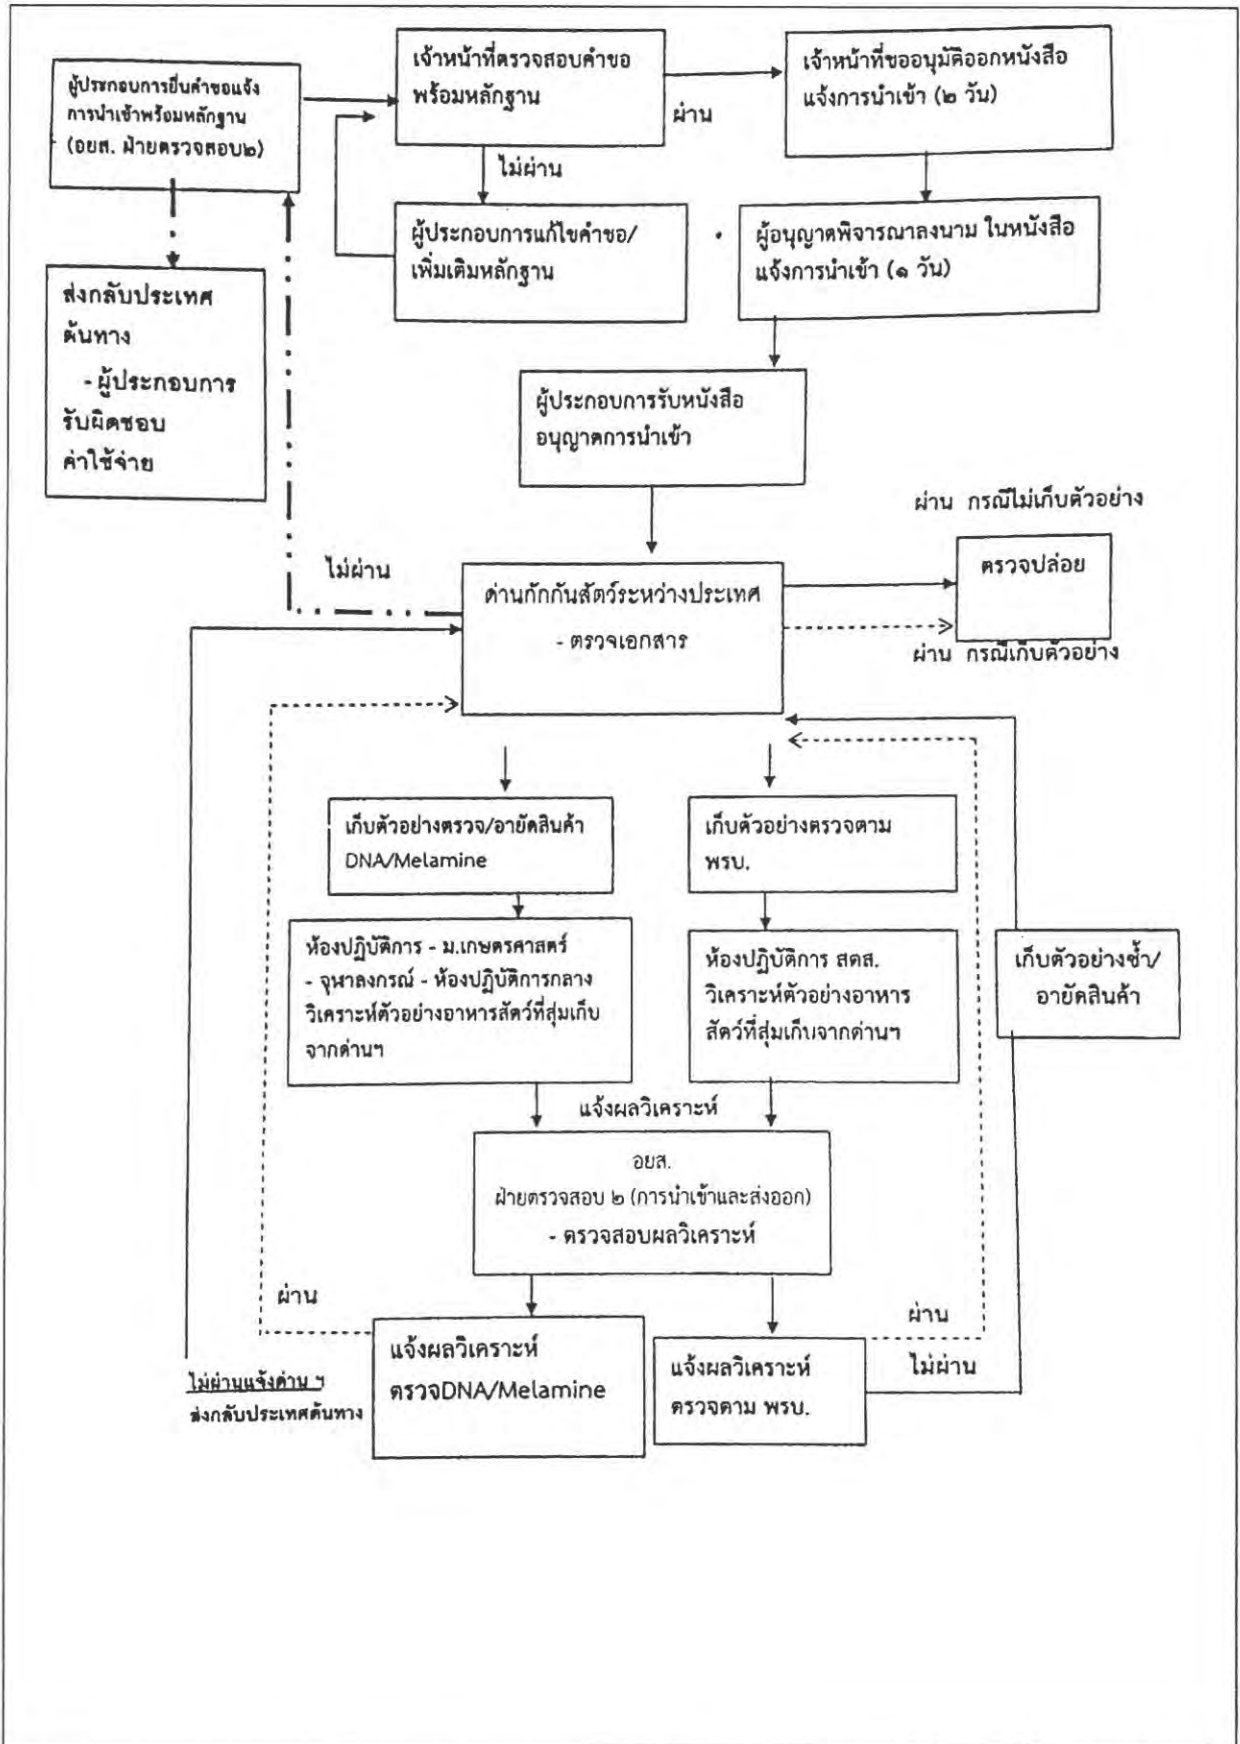 ผู้ประกอบการยื่นคำขอแจ้ง
การนำเข้าพร้อมหลักฐาน
(อยส. ฝ่ายตรวจสอบ๒)
เจ้าหน้าที่ตรวจสอบคำขอ
พร้อมหลักฐาน
ผ่าน
เจ้าหน้าที่ขออนุมัติออกหนังสือ
แจ้งการนำเข้า (๒ วัน)
ไม่ผ่าน
ผู้ประกอบการแก้ไขคำขอ/
เพิ่มเติมหลักฐาน
ผู้อนุญาตพิจารณาลงนาม ในหนังสือ
แจ้งการนำเข้า (๑ วัน)
ส่งกลับประเทศ
ต้นทาง
- ผู้ประกอบการ
รับผิดชอบ
ค่าใช้จ่าย
ผู้ประกอบการรับหนังสือ
อนุญาตการนำเข้า
ผ่าน กรณีไม่เก็บตัวอย่าง
ไม่ผ่าน
ด่านกักกันสัตว์ระหว่างประเทศ
- ตรวจเอกสาร
ตรวจปล่อย
ผ่าน กรณีเก็บตัวอย่าง
เก็บตัวอย่างตรวจ/อายัดสินค้า
DNA/Melamine
เก็บตัวอย่างตรวจตาม
พรบ.
ห้องปฏิบัติการ - ม.เกษตรศาสตร์
- จุฬาลงกรณ์ - ห้องปฏิบัติการกลาง
วิเคราะห์ตัวอย่างอาหารสัตว์ที่สุ่มเก็บ
จากด่านฯ
ห้องปฏิบัติการ สตส.
วิเคราะห์ตัวอย่างอาหาร
สัตว์ที่สุ่มเก็บจากด่านฯ
เก็บตัวอย่างซ้ำ/
อายัดสินค้า
แจ้งผลวิเคราะห์
อยส.
ฝ่ายตรวจสอบ ๒ (การนำเข้าและส่งออก)
- ตรวจสอบผลวิเคราะห์
ผ่าน
แจ้งผลวิเคราะห์
ตรวจDNA/Melamine
ผ่าน
ไม่ผ่าน
แจ้งผลวิเคราะห์
ตรวจตาม พรบ.
ไม่ผ่านแจ้งด่าน ฯ
ส่งกลับประเทศต้นทาง